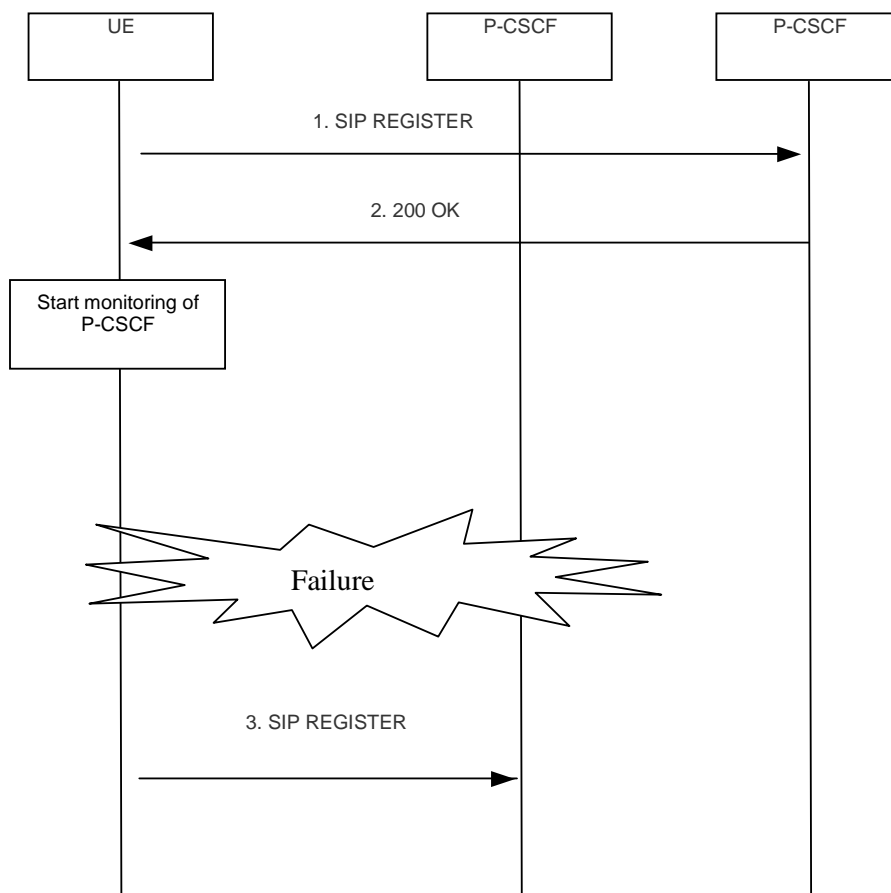 UE
P-CSCF
P-CSCF
1. SIP REGISTER
2. 200 OK
Start monitoring of
P-CSCF
Failure
3. SIP REGISTER